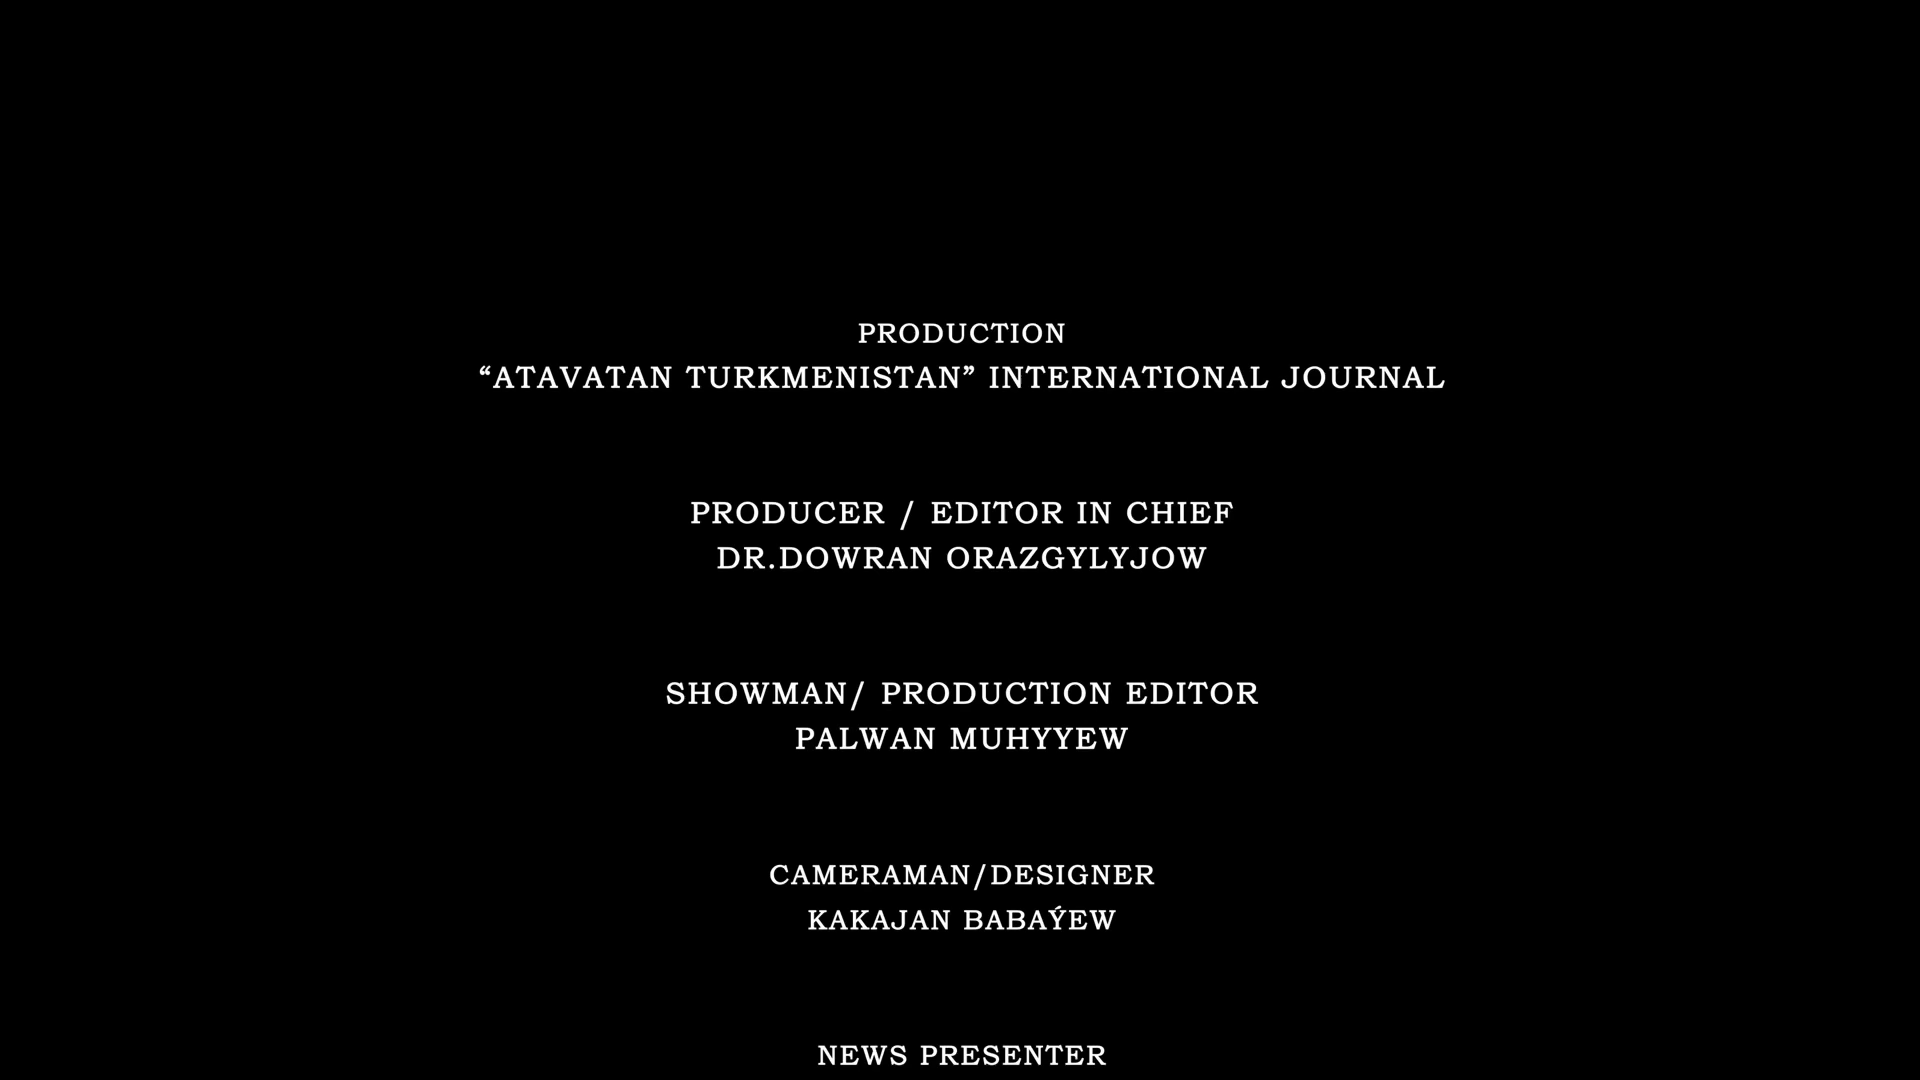 PRODUCTION
“ATAVATAN TURKMENISTAN” INTERNATIONAL JOURNAL
PRODUCER / EDITOR IN CHIEF
DR.DOWRAN ORAZGYLYJOW
SHOWMAN/ PRODUCTION EDITOR
PALWAN MUHYYEW
CAMERAMAN/DESIGNER
KAKAJAN BABAÝEW
NEWS PRESENTER